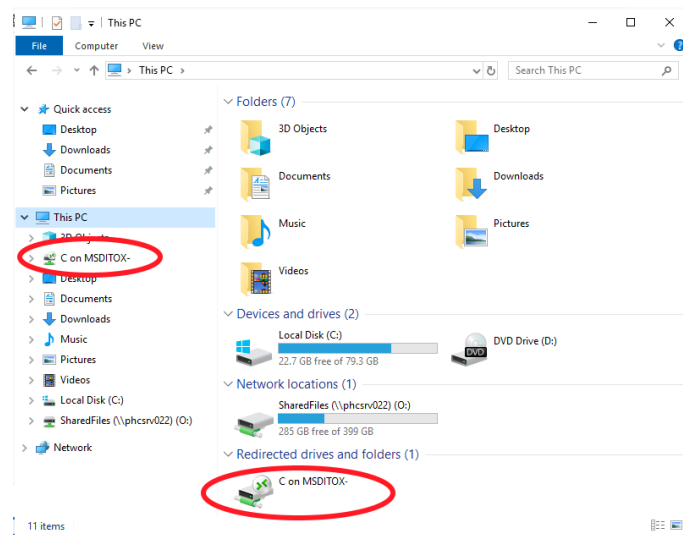 This PC
File Computer View
This PC
Search This PC
Quick access
Desktop
Downloads
Documents
Pictures
This PC
3D Objects
C on MSDITOX-
Desktop
Documents
Downloads
Music
Pictures
Videos
Local Disk (C:)
SharedFiles (\\phcsrv022) (O:)
Network
Folders (7)
3D Objects
Desktop
Documents
Downloads
Music
Pictures
Videos
Devices and drives (2)
Local Disk (C:)
22.7 GB free of 79.3 GB
DVD
DVD Drive (D:)
Network locations (1)
SharedFiles (\\phcsrv022) (O:)
285 GB free of 399 GB
Redirected drives and folders (1)
C on MSDITOX-
11 items